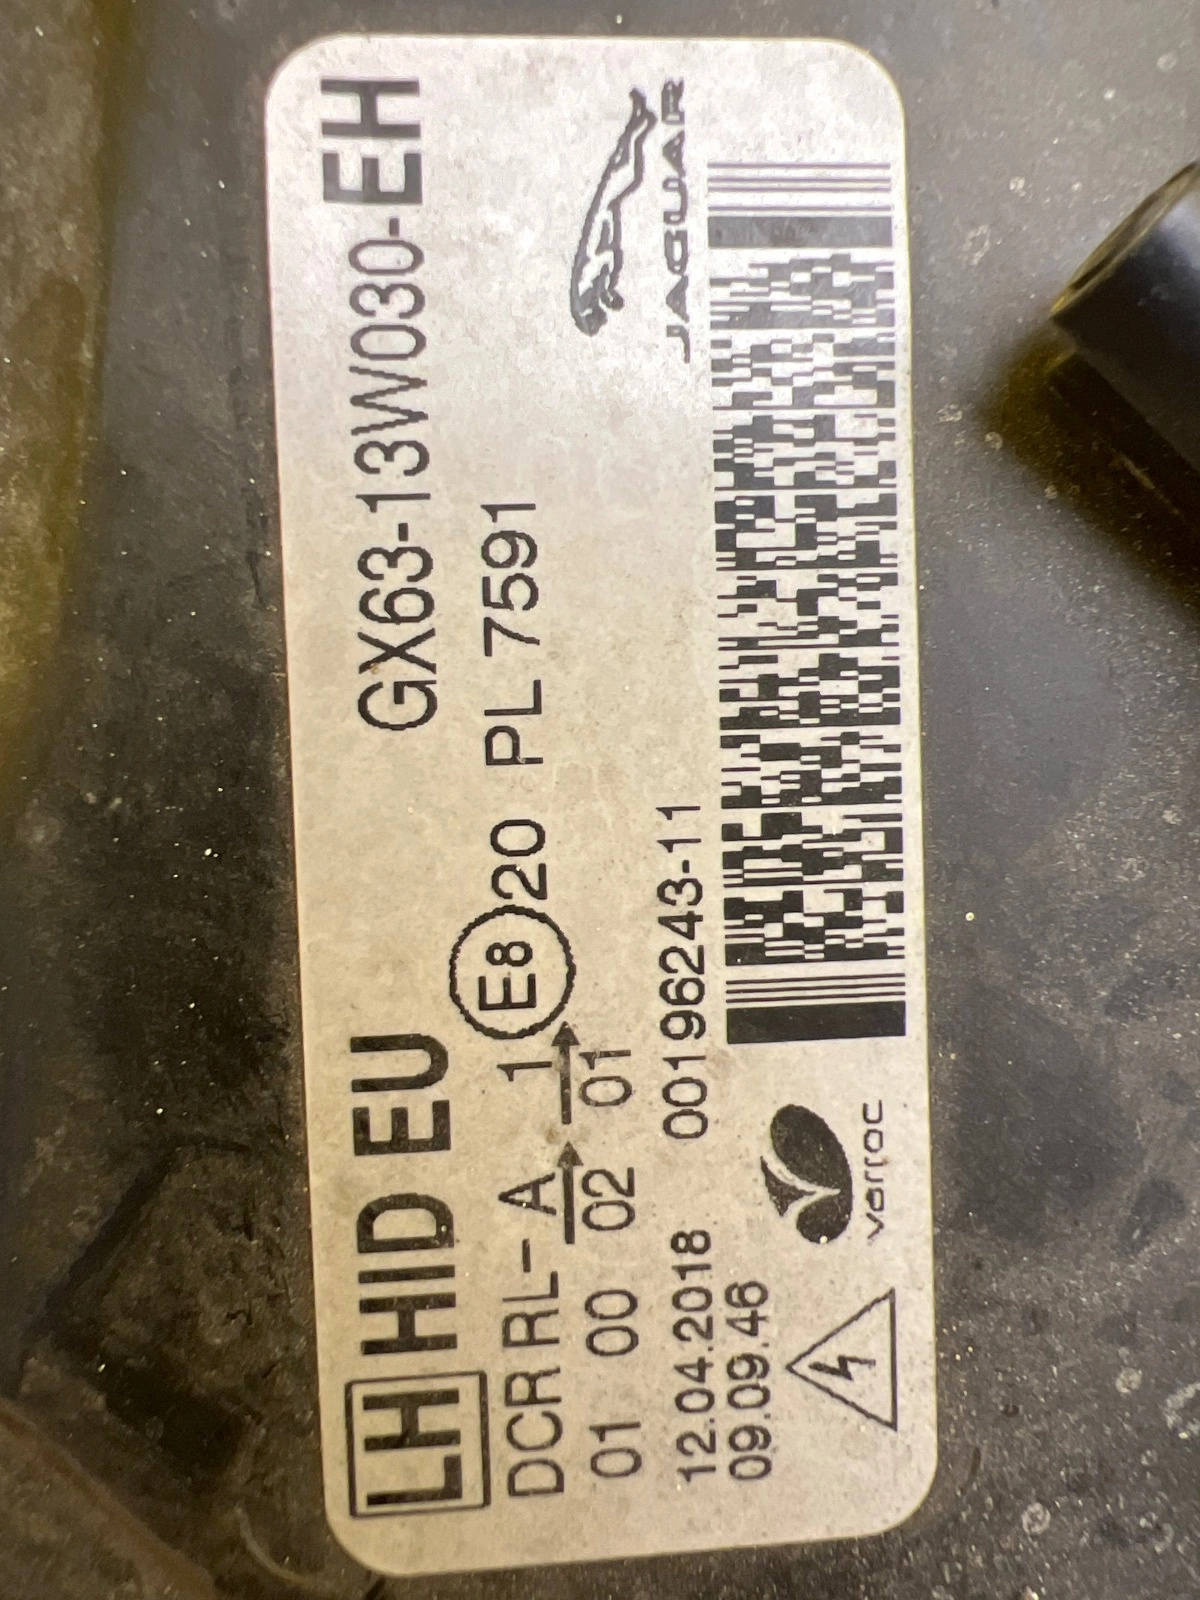 LH HID EU GX63-13W030-EH
DCR RL- A 1 E8 20 PL 7591
01 00 02 01
12.04.2018 00196243-11
09.09.46
JAGUAR
varroc